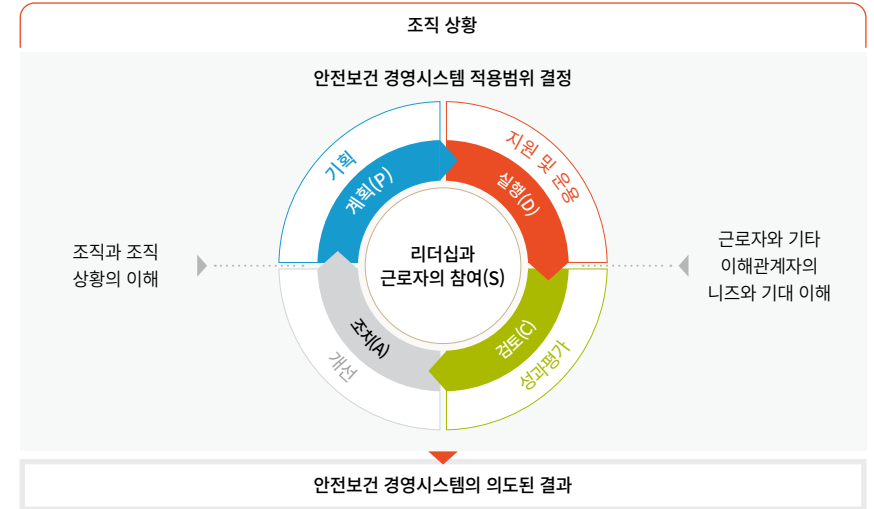 조직 상황
안전보건 경영시스템 적용범위 결정
기획
계획(P)
지원 및 운용
실행(D)
조직과 조직
상황의 이해
리더십과
근로자의 참여(S)
근로자와 기타
이해관계자의
니즈와 기대 이해
조치(A)
개선
검토(C)
성과평가
안전보건 경영시스템의 의도된 결과